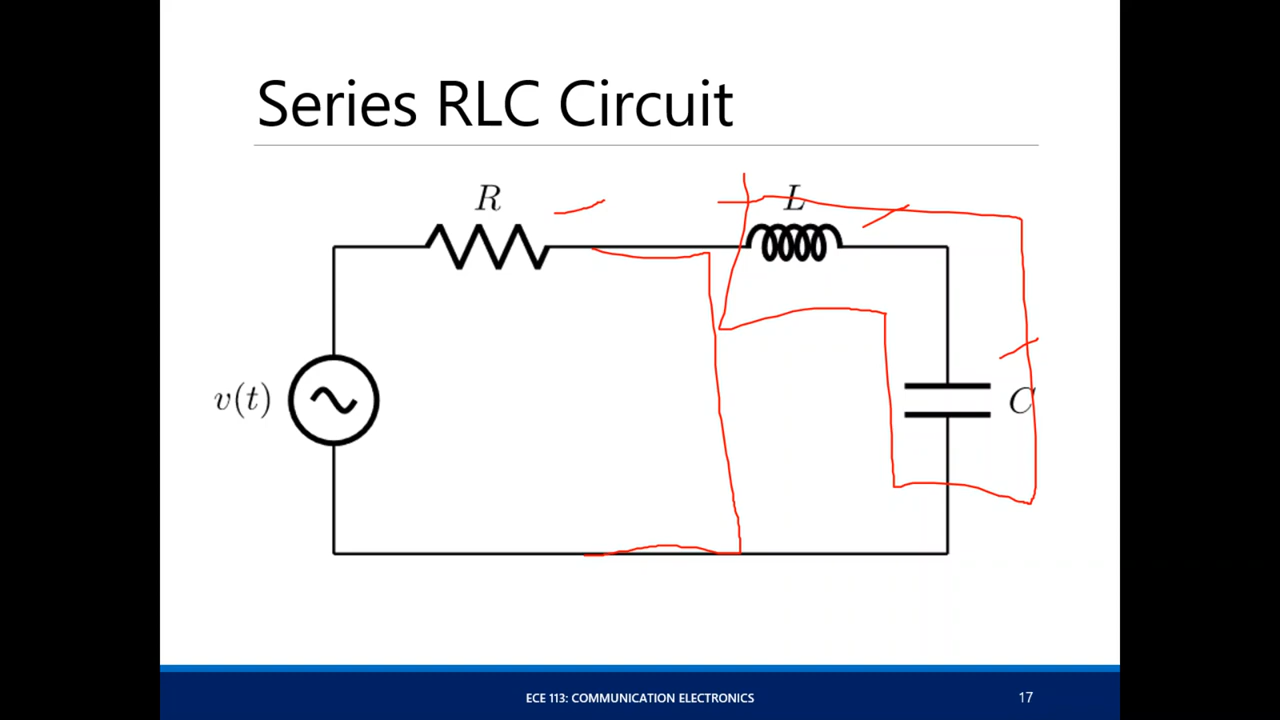 Series RLC Circuit
R
L
v(t)
C
ECE 113: COMMUNICATION ELECTRONICS
17